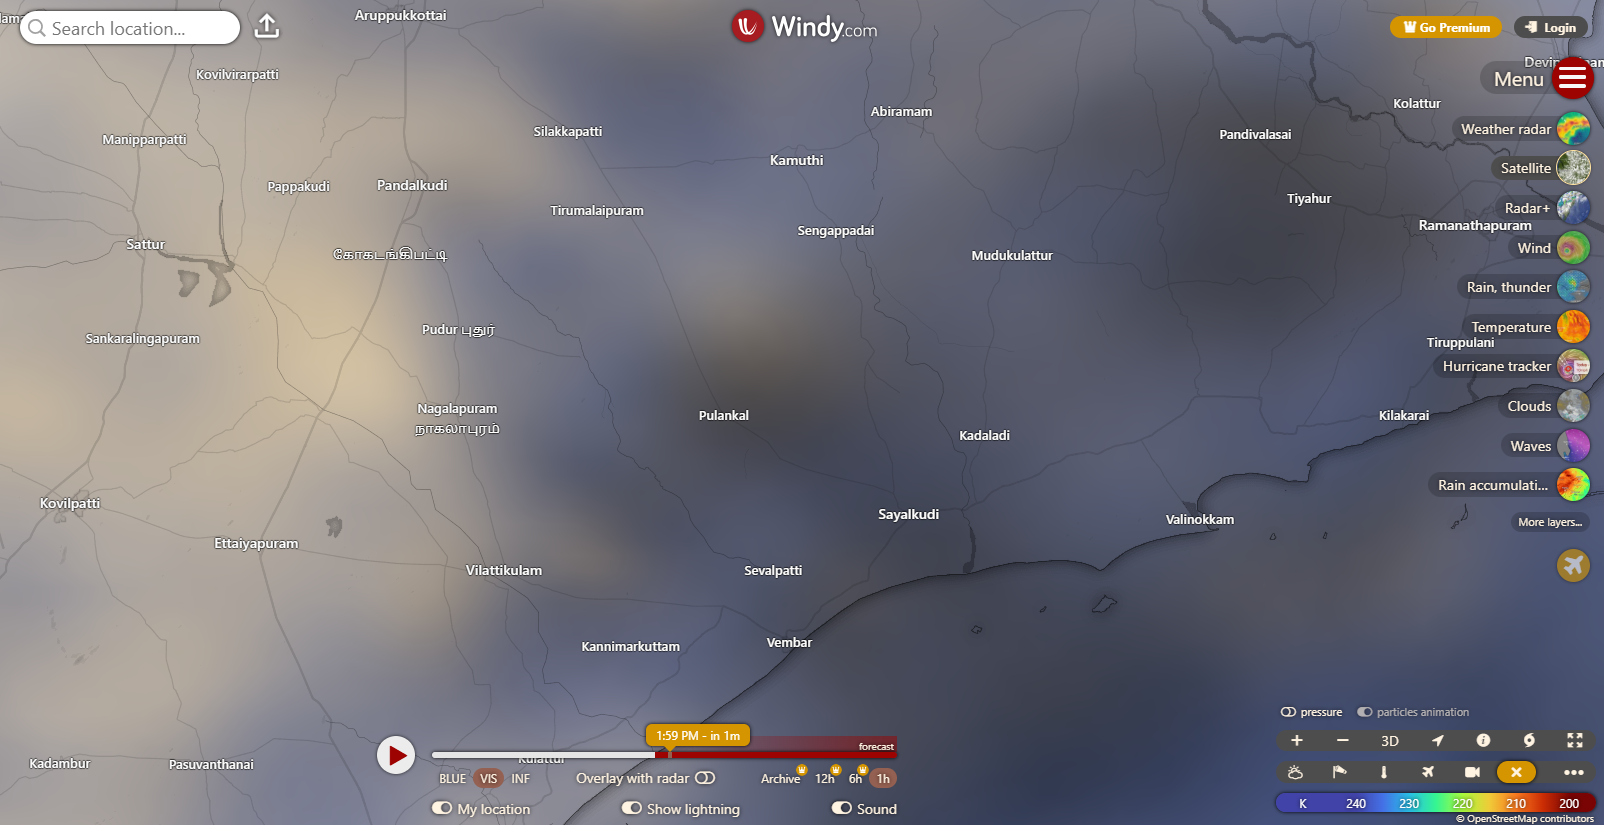 Aruppukkottai
Search location...
Windy.com
Go Premium
Login
Kovilvirarpatti
Menu
Abiramam
Kolattur
Manipparpatti
Silakkapatti
Pandivalasai
Weather radar
Kamuthi
Satellite
Pappakudi
Pandalkudi
Tirumalaipuram
Tiyahur
Radar+
Sengappadai
Ramanathapuram
Sattur
கோகடங்கிபட்டி
Mudukulattur
Wind
Rain, thunder
Sankaralingapuram
Pudur புதுர்
Temperature
Tiruppulani
Hurricane tracker
Nagalapuram
நாகலாபுரம்
Pulankal
Kadaladi
Kilakarai
Clouds
Waves
Rain accumulati...
Kovilpatti
Sayalkudi
Valinokkam
More layers...
Ettaiyapuram
Vilattikulam
Sevalpatti
Kannimarkuttam
Vembar
pressure
particles animation
1:59 PM - in 1m
forecast
3D
Kadambur
Pasuvanthanai
Kulattur
BLUE VIS INF
Overlay with radar
Archive 12h 6h 1h
My location
Show lightning
Sound
K 240 230 220 210 200
© OpenStreetMap contributors